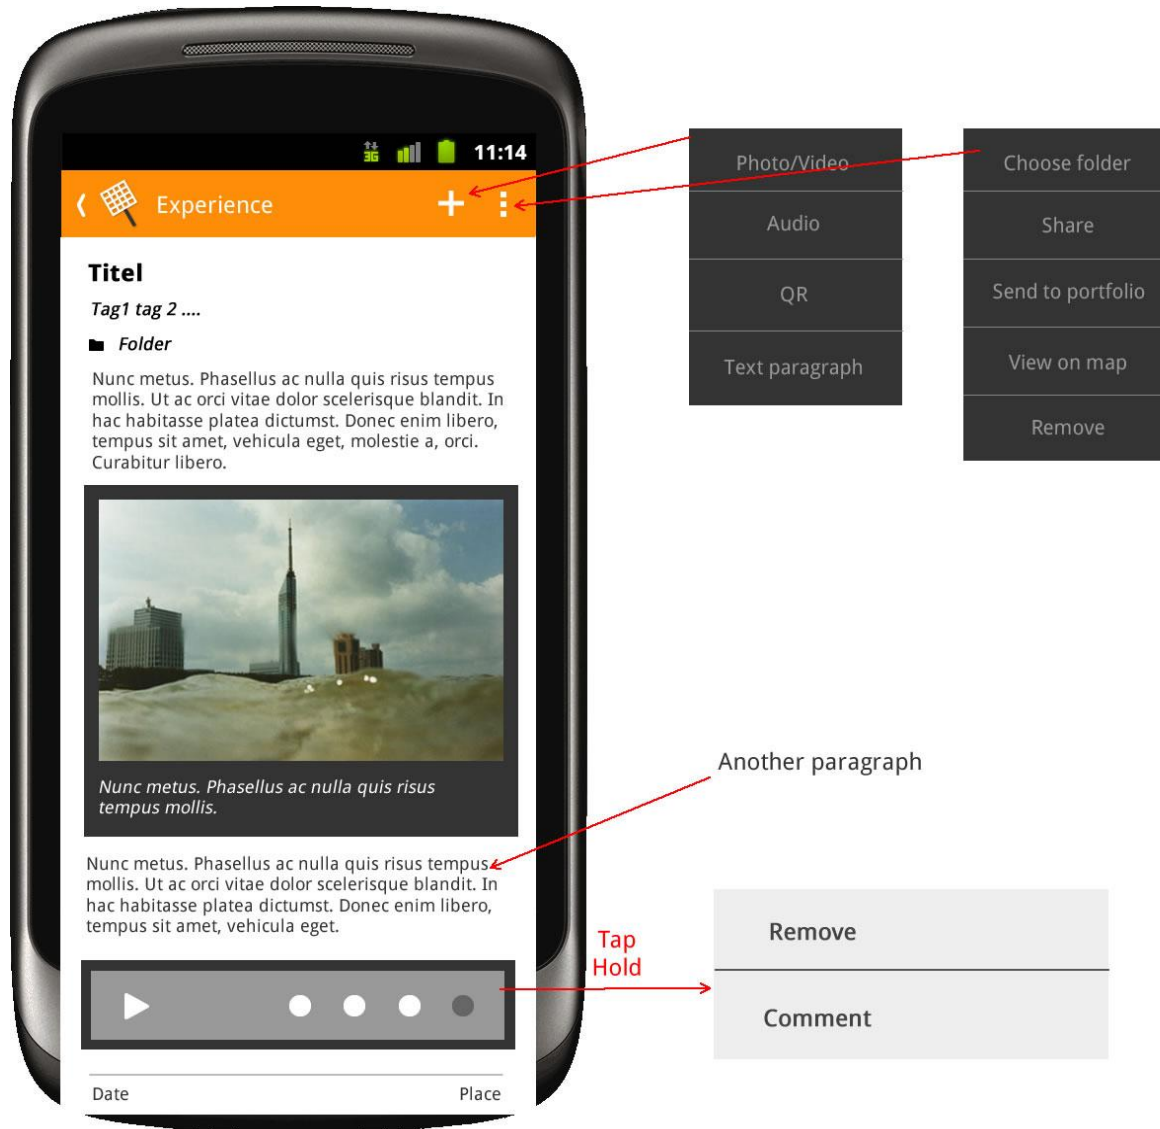 3G 11:14
Experience
Titel
Tag1 tag 2 ....
Folder
Nunc metus. Phasellus ac nulla quis risus tempus
mollis. Ut ac orci vitae dolor scelerisque blandit. In
hac habitasse platea dictumst. Donec enim libero,
tempus sit amet, vehicula eget, molestie a, orci.
Curabitur libero.
Nunc metus. Phasellus ac nulla quis risus
tempus mollis.
Nunc metus. Phasellus ac nulla quis risus tempus
mollis. Ut ac orci vitae dolor scelerisque blandit. In
hac habitasse platea dictumst. Donec enim libero,
tempus sit amet, vehicula eget.
Date Place
Photo/Video
Audio
QR
Text paragraph
Choose folder
Share
Send to portfolio
View on map
Remove
Another paragraph
Tap
Hold
Remove
Comment